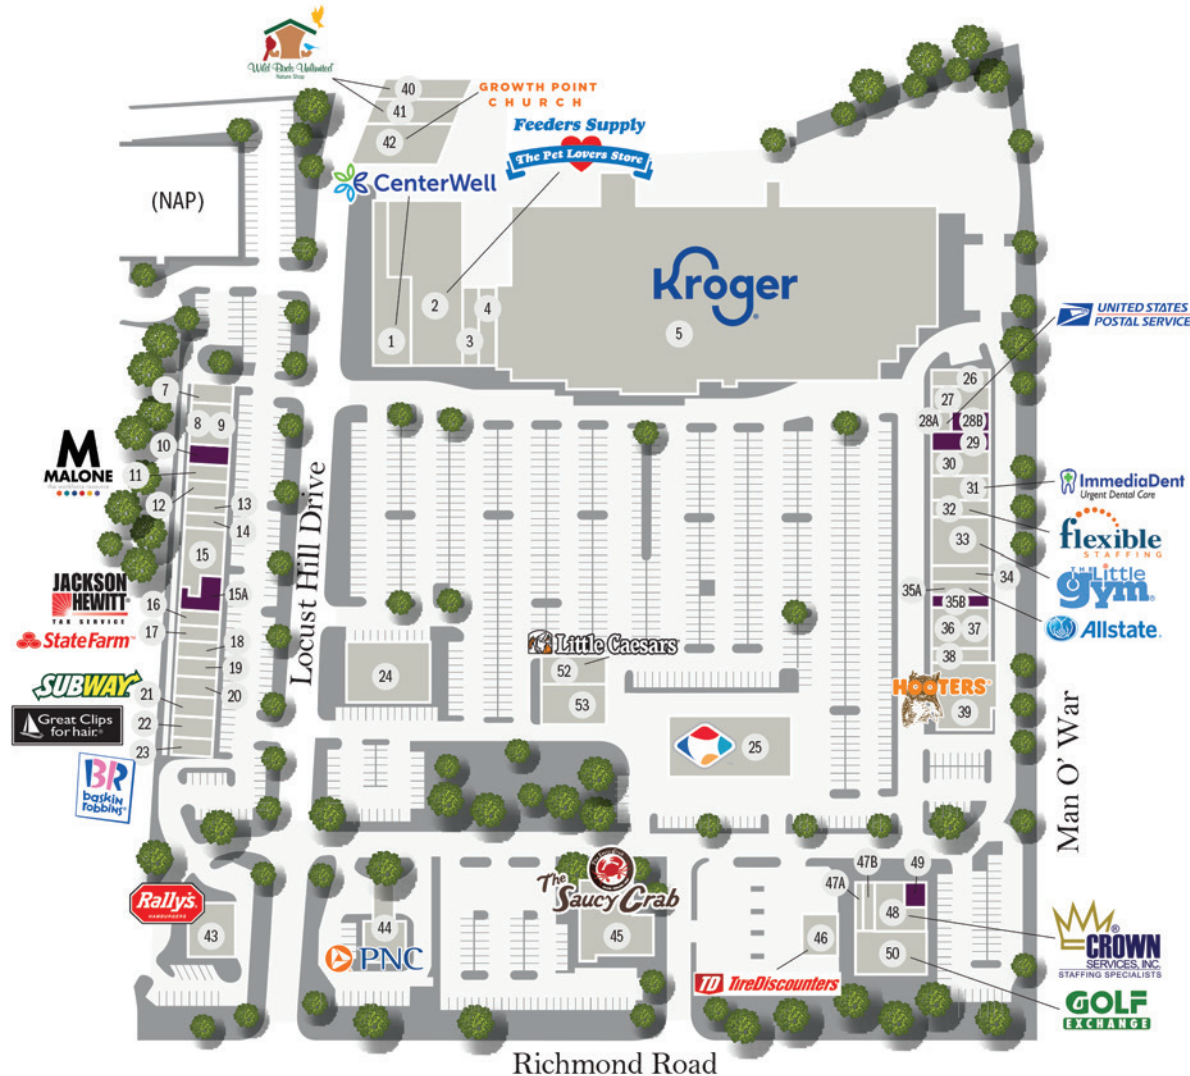 Wild Birds Unlimited
Nature Shop
40
41
42
GROWTH POINT
CHURCH
Feeders Supply
The Pet Lovers Store
CenterWell
(NAP)
Kroger
1
2
3
4
5
UNITED STATES
POSTAL SERVICE
7
8
9
10
11
12
13
14
15
15A
16
17
18
19
20
21
22
23
M
MALONE
JACKSON
HEWITT
TAX SERVICE
StateFarm
SUBWAY
Great Clips
for hair.
BR
baskin
robbins
Locust Hill Drive
24
Little Caesars
52
53
25
26
27
28A
28B
29
30
31
32
33
34
35A
35B
36
37
38
39
ImmediaDent
Urgent Dental Care
flexible
STAFFING
THE Little
gym
Allstate
HOOTERS
Man O' War
Rally's
HAMBURGERS
43
44
PNC
The
Saucy Crab
45
46
TD TireDiscounters
47A
47B
48
49
50
CROWN
SERVICES, INC.
STAFFING SPECIALISTS
GOLF
EXCHANGE
Richmond Road